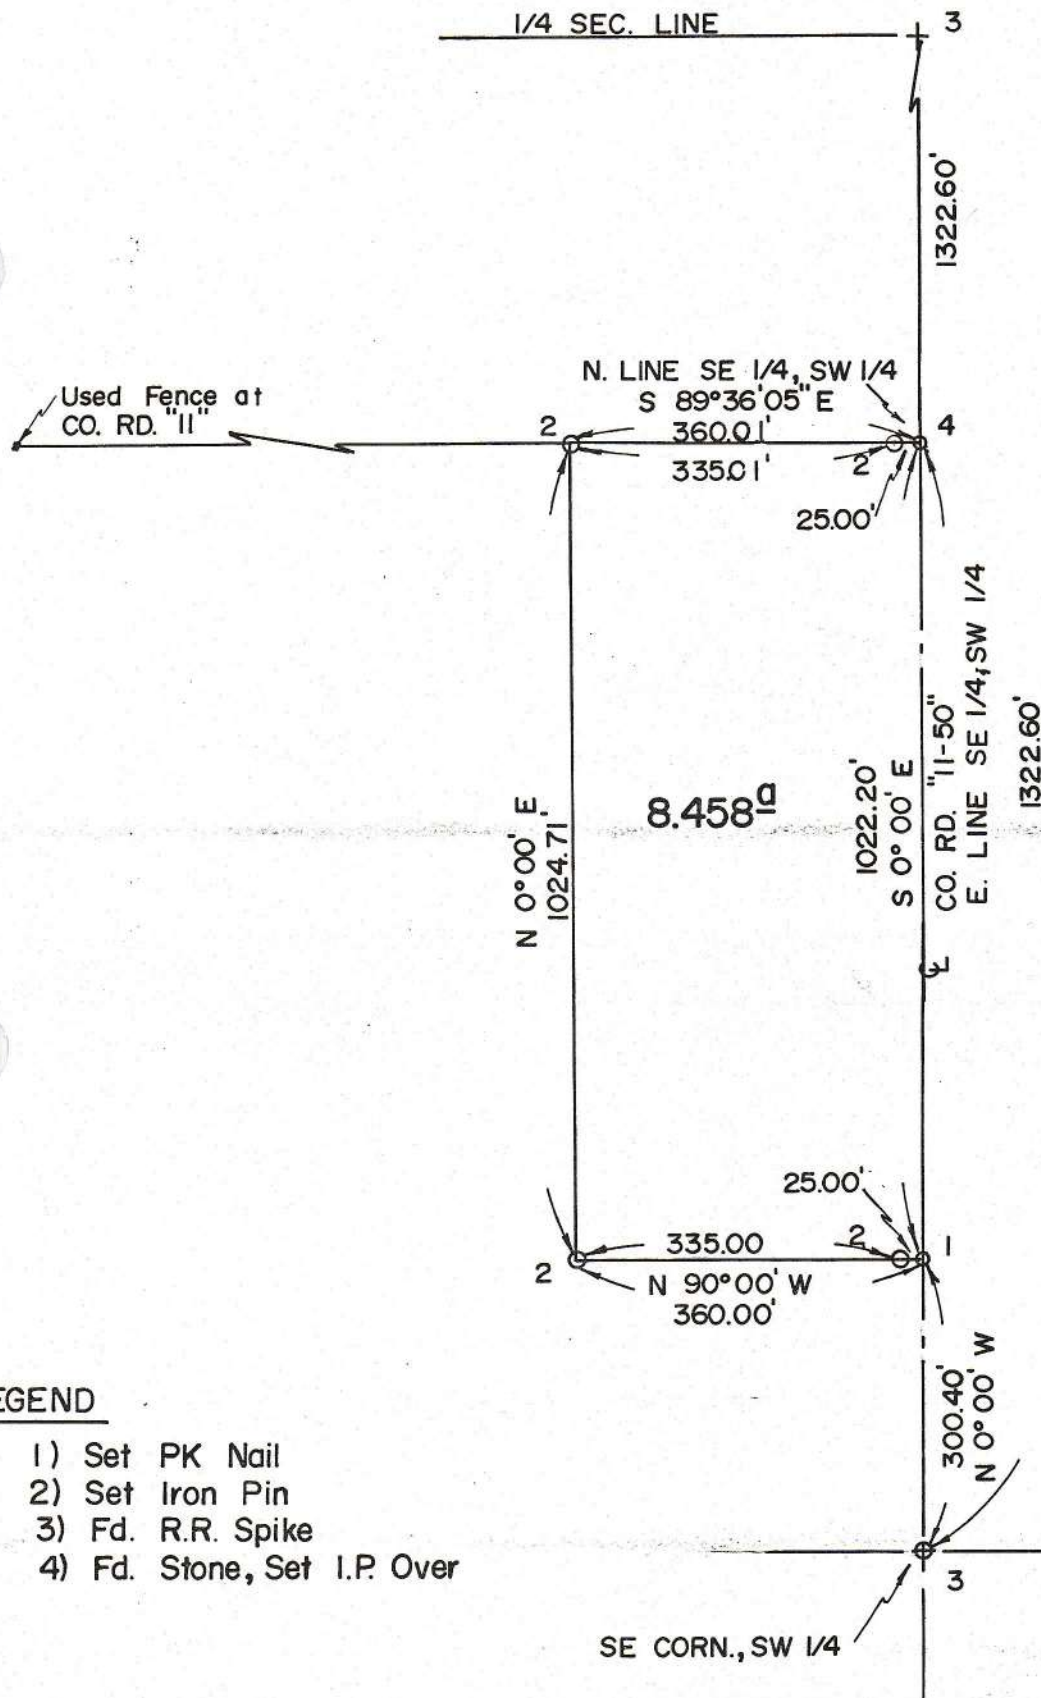 1/4 SEC. LINE
3
1322.60'
Used Fence at
CO. RD. "11"
N. LINE SE 1/4, SW 1/4
S 89°36'05" E
360.01'
335.01'
2
2
4
25.00'
N 0°00' E
1024.71'
8.458a
1022.20'
S 0°00' E
CO. RD. "11-50"
E. LINE SE 1/4, SW 1/4
1322.60'
25.00'
335.00
2
2
1
N 90°00' W
360.00'
300.40'
N 0°00' W
EGEND
1) Set PK Nail
2) Set Iron Pin
3) Fd. R.R. Spike
4) Fd. Stone, Set I.P. Over
3
SE CORN., SW 1/4